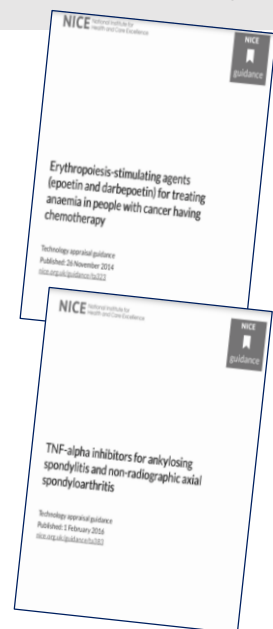 NICE National Institute for
Health and Care Excellence
NICE
guidance
Erythropoiesis-stimulating agents
(epoetin and darbepoetin) for treating
anaemia in people with cancer having
chemotherapy
Technology appraisal guidance
Published: 26 November 2014
nice.org.uk/guidance/ta323
NICE National Institute for
Health and Care Excellence
NICE
guidance
TNF-alpha inhibitors for ankylosing
spondylitis and non-radiographic axial
spondyloarthritis
Technology appraisal guidance
Published: 1 February 2016
nice.org.uk/guidance/ta383